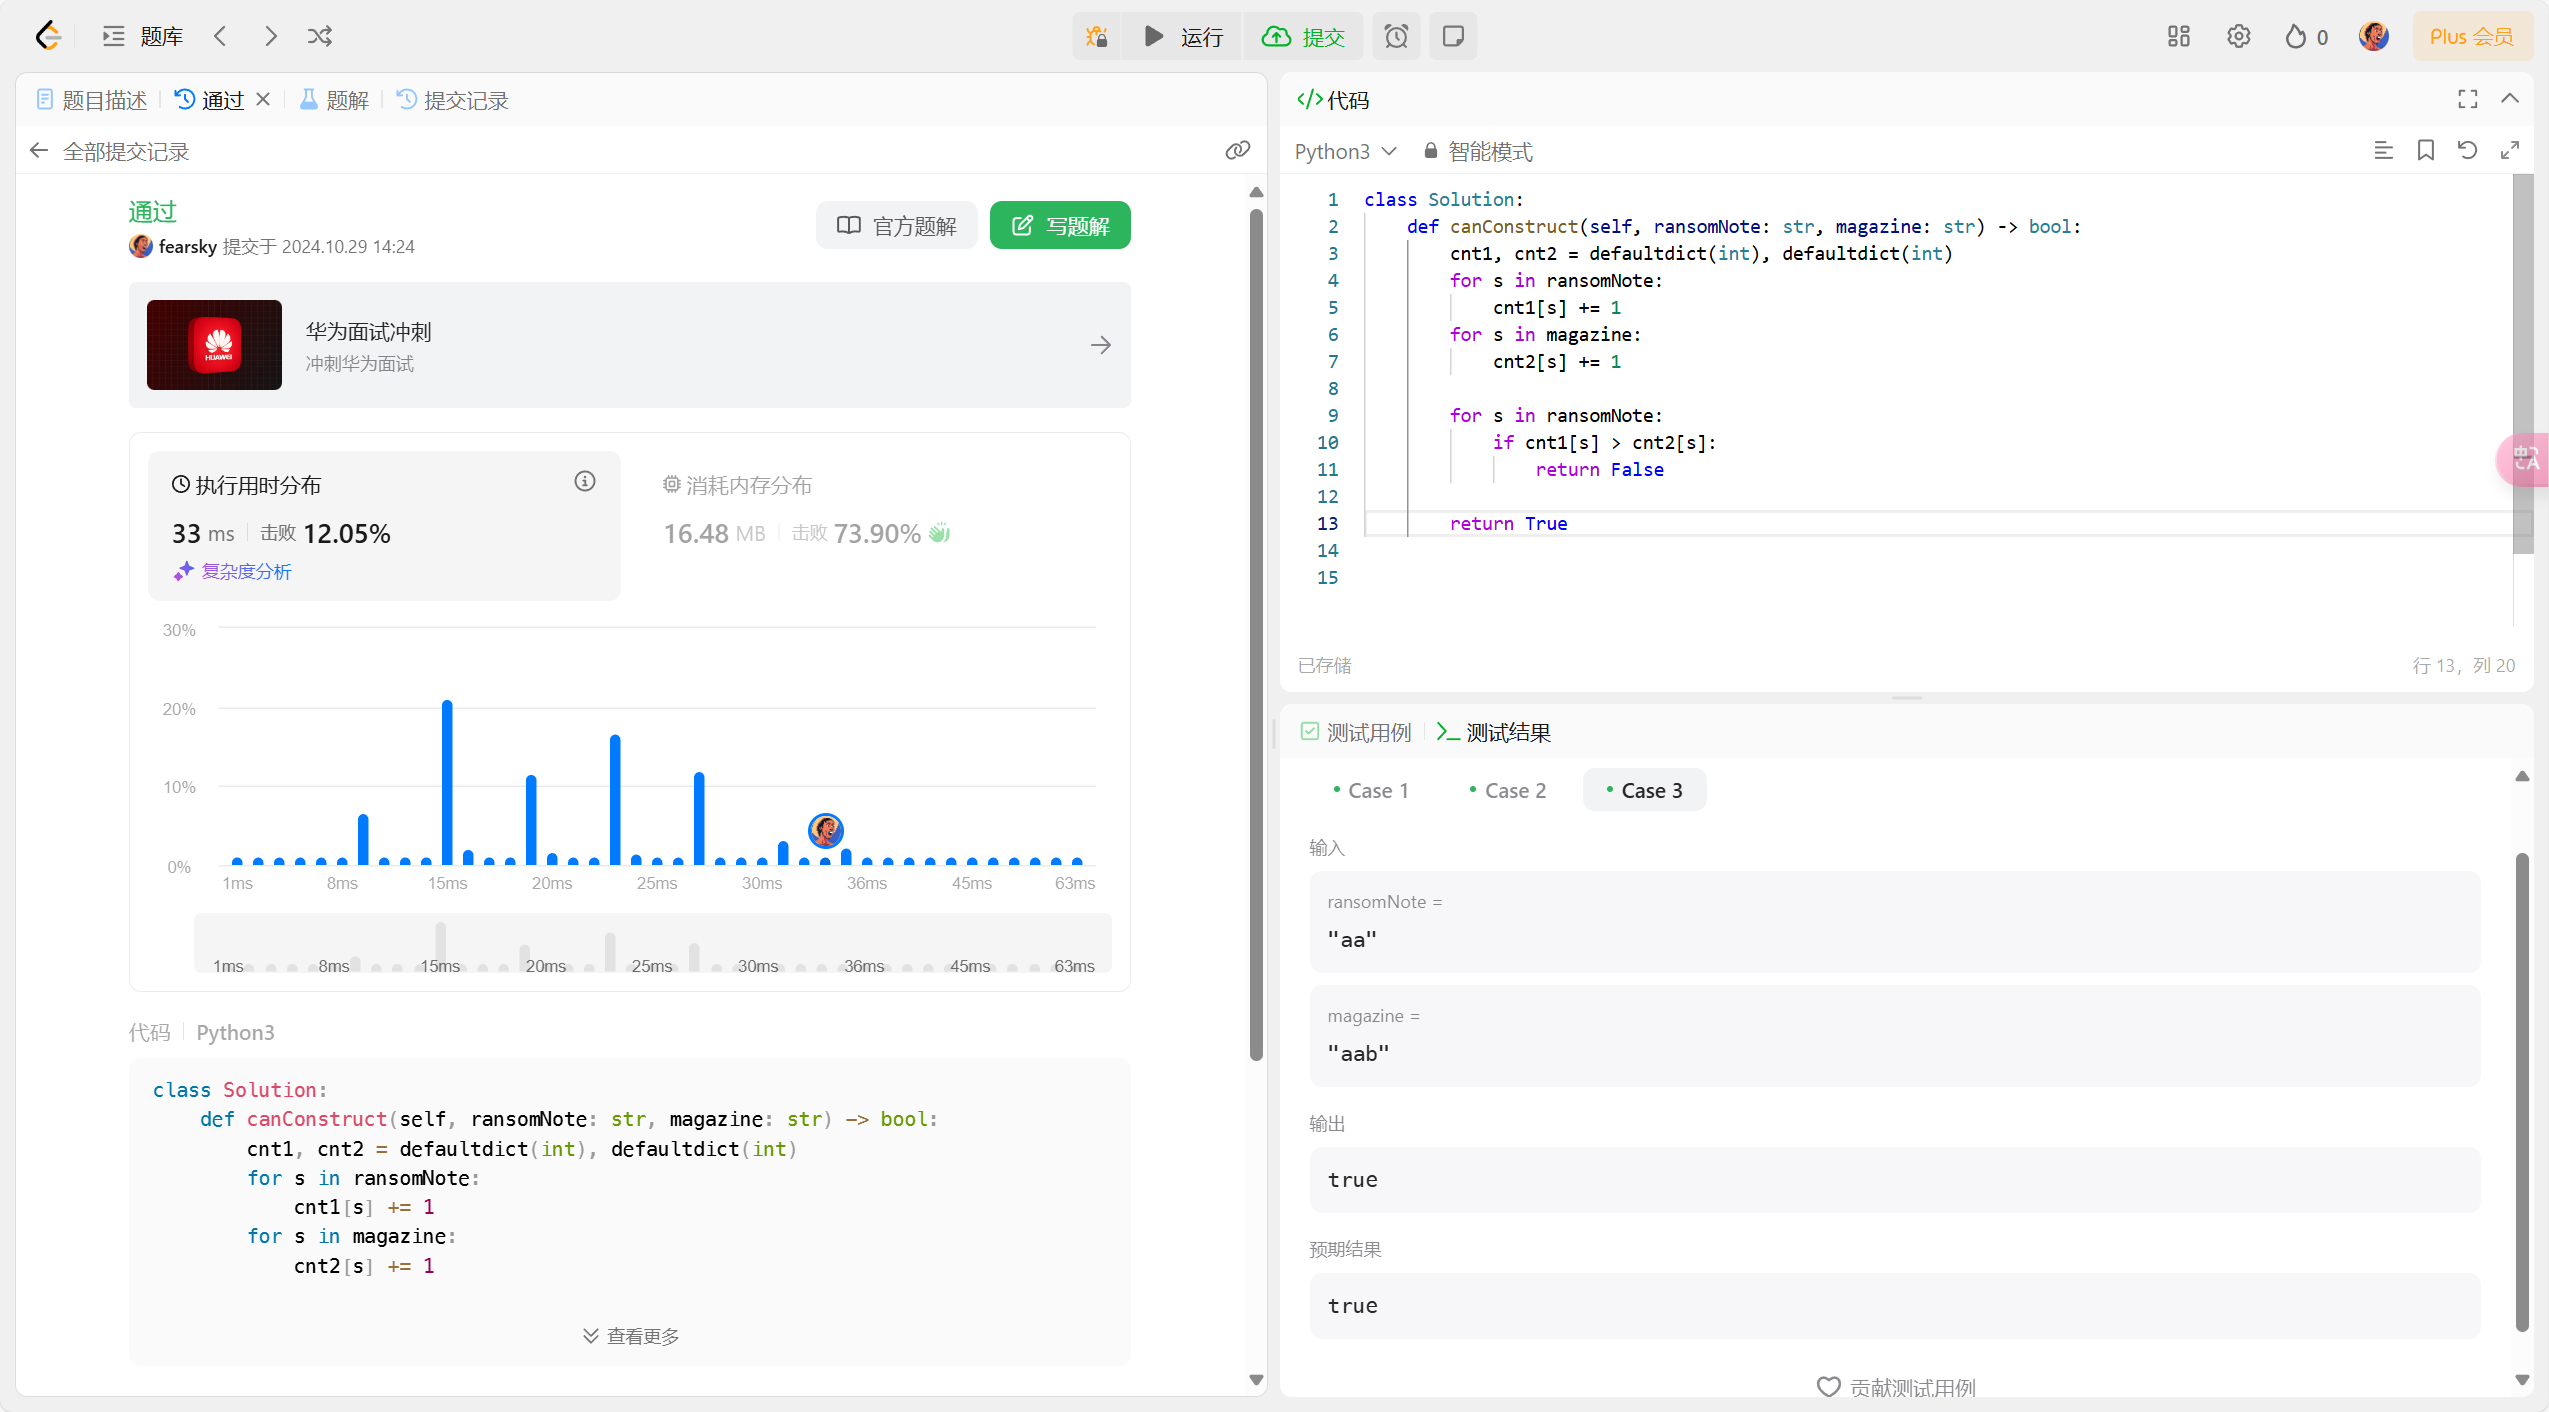 题库
运行
提交
0
Plus 会员
题目描述
通过
题解
提交记录
全部提交记录
通过
fearsky 提交于 2024.10.29 14:24
官方题解
写题解
HUAWEI
华为面试冲刺
冲刺华为面试
执行用时分布
33 ms
击败 12.05%
复杂度分析
消耗内存分布
16.48 MB
击败 73.90%
30%
20%
10%
0%
1ms 8ms 15ms 20ms 25ms 30ms 36ms 45ms 63ms
1ms 8ms 15ms 20ms 25ms 30ms 36ms 45ms 63ms
代码
Python3
class Solution:
    def canConstruct(self, ransomNote: str, magazine: str) -> bool:
        cnt1, cnt2 = defaultdict(int), defaultdict(int)
        for s in ransomNote:
            cnt1[s] += 1
        for s in magazine:
            cnt2[s] += 1
查看更多
代码
Python3
智能模式
1 class Solution:
2     def canConstruct(self, ransomNote: str, magazine: str) -> bool:
3         cnt1, cnt2 = defaultdict(int), defaultdict(int)
4         for s in ransomNote:
5             cnt1[s] += 1
6         for s in magazine:
7             cnt2[s] += 1
8
9         for s in ransomNote:
10             if cnt1[s] > cnt2[s]:
11                 return False
12
13         return True
14
15
已存储
行 13，列 20
测试用例
测试结果
Case 1
Case 2
Case 3
输入
ransomNote =
"aa"
magazine =
"aab"
输出
true
预期结果
true
贡献测试用例